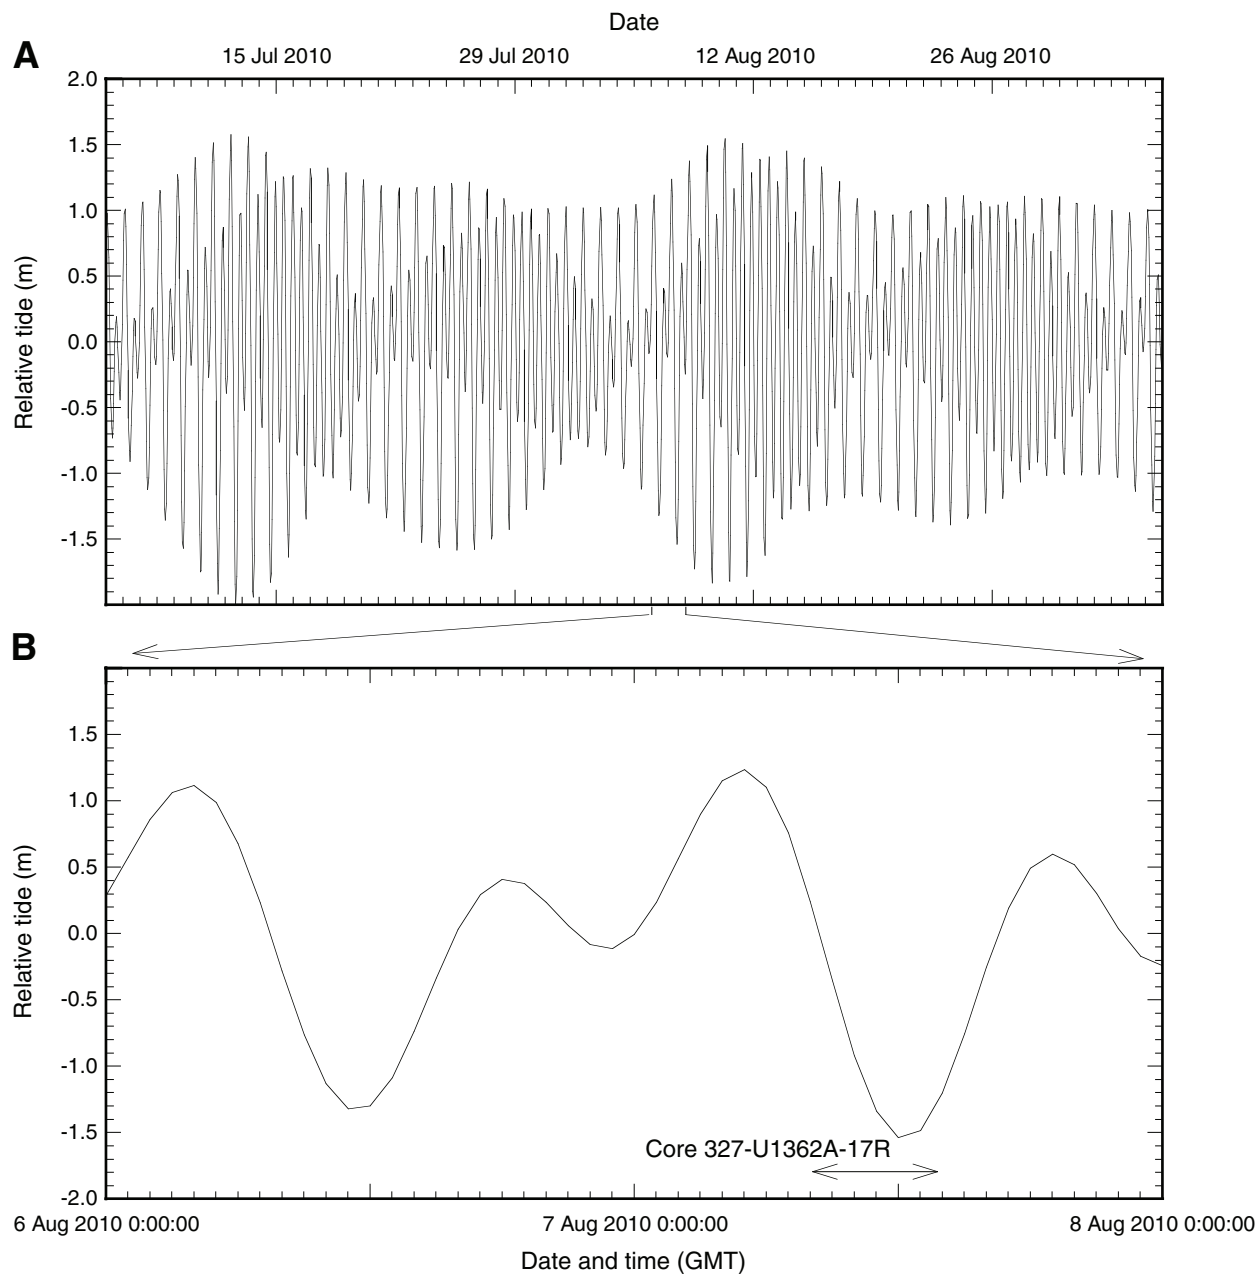 Date
A
15 Jul 2010 29 Jul 2010 12 Aug 2010 26 Aug 2010
2.0
1.5
1.0
0.5
0.0
-0.5
-1.0
-1.5
Relative tide (m)
B
1.5
1.0
0.5
0.0
-0.5
-1.0
-1.5
-2.0
Relative tide (m)
Core 327-U1362A-17R
6 Aug 2010 0:00:00 7 Aug 2010 0:00:00 8 Aug 2010 0:00:00
Date and time (GMT)